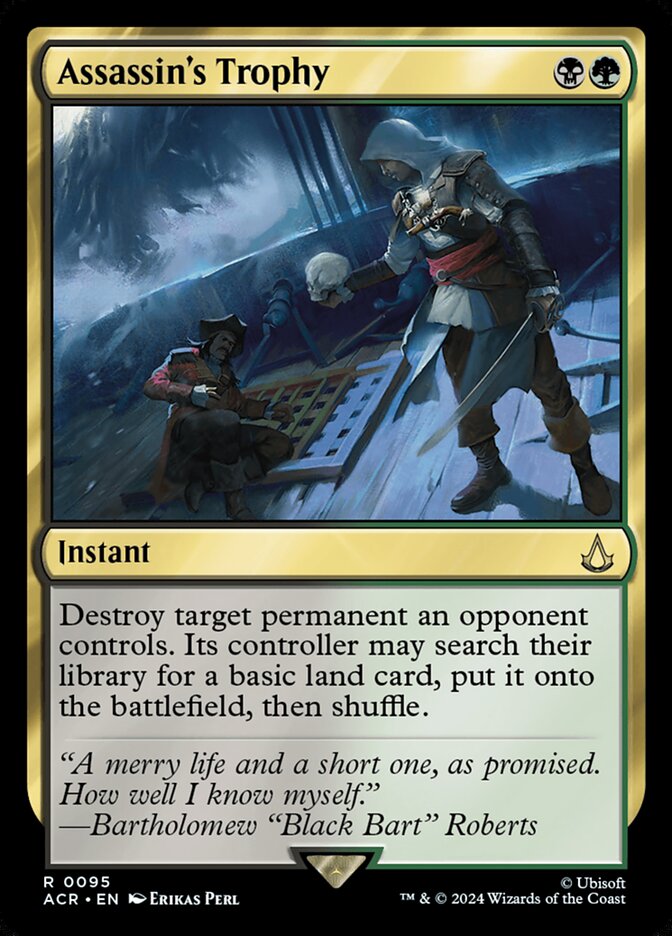 Assassin's Trophy
Instant
Destroy target permanent an opponent
controls. Its controller may search their
library for a basic land card, put it onto
the battlefield, then shuffle.
“A merry life and a short one, as promised.
How well I know myself.”
—Bartholomew “Black Bart” Roberts
R 0095
ACR • EN Erikas Perl
© Ubisoft
™ & © 2024 Wizards of the Coast